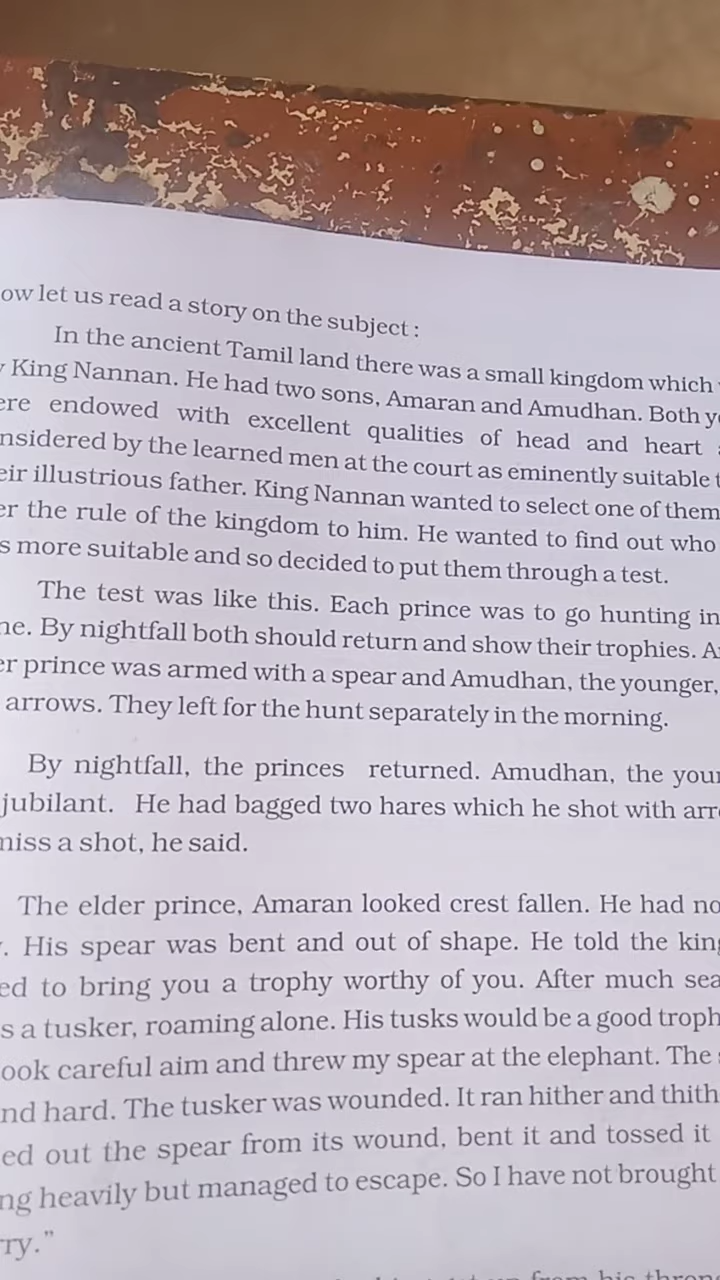 ow let us read a story on the subject :
In the ancient Tamil land there was a small kingdom which
King Nannan. He had two sons, Amaran and Amudhan. Both
ere endowed with excellent qualities of head and heart
nsidered by the learned men at the court as eminently suitable
eir illustrious father. King Nannan wanted to select one of them
er the rule of the kingdom to him. He wanted to find out who
s more suitable and so decided to put them through a test.
The test was like this. Each prince was to go hunting in
ne. By nightfall both should return and show their trophies.
er prince was armed with a spear and Amudhan, the younger,
arrows. They left for the hunt separately in the morning.
By nightfall, the princes returned. Amudhan, the your
jubilant. He had bagged two hares which he shot with arr
miss a shot, he said.
The elder prince, Amaran looked crest fallen. He had no
. His spear was bent and out of shape. He told the king
ed to bring you a trophy worthy of you. After much sea
s a tusker, roaming alone. His tusks would be a good troph
ook careful aim and threw my spear at the elephant. The
nd hard. The tusker was wounded. It ran hither and thith
ed out the spear from its wound, bent it and tossed it
ng heavily but managed to escape. So I have not brought
rry."
from his